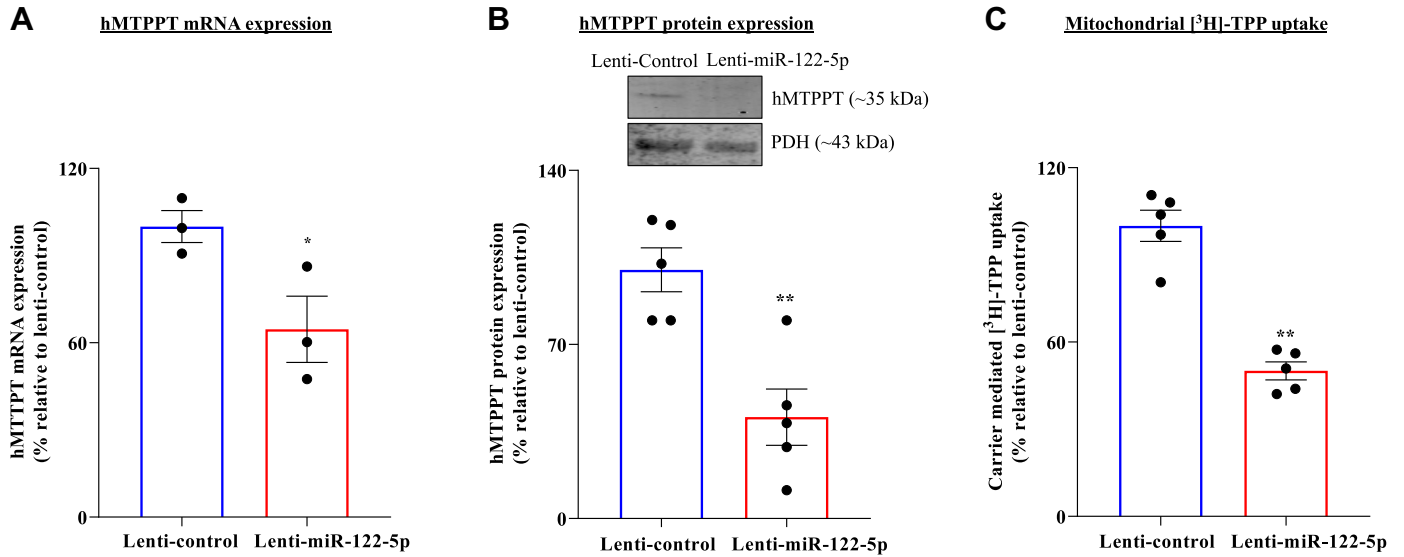 A
hMTPPT mRNA expression
hMTTPT mRNA expression
(% relative to lenti-control)
120
60
0
*
Lenti-control
Lenti-miR-122-5p
B
hMTPPT protein expression
Lenti-Control
Lenti-miR-122-5p
hMTPPT (~35 kDa)
PDH (~43 kDa)
hMTPPT protein expression
(% relative to lenti-control)
140
70
0
**
Lenti-control
Lenti-miR-122-5p
C
Mitochondrial [³H]-TPP uptake
Carrier mediated [³H]-TPP uptake
(% relative to lenti-control)
120
60
0
**
Lenti-control
Lenti-miR-122-5p